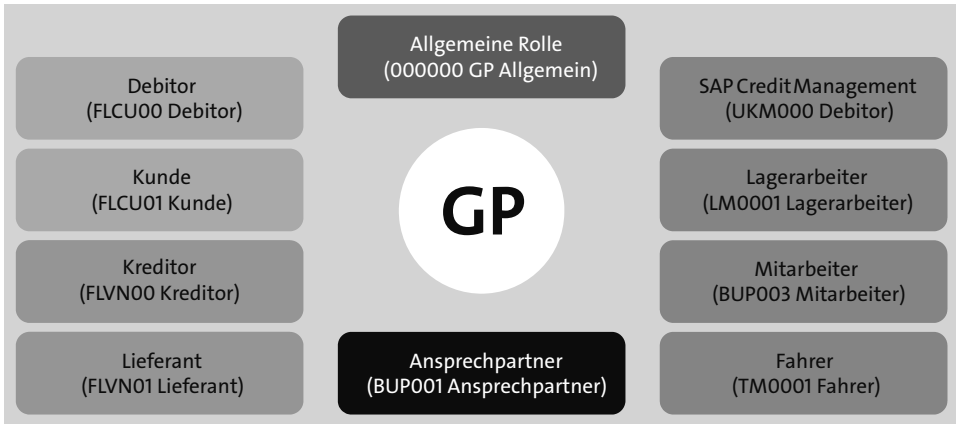 Allgemeine Rolle
(000000 GP Allgemein)
Debitor
(FLCU00 Debitor)
Kunde
(FLCU01 Kunde)
Kreditor
(FLVN00 Kreditor)
Lieferant
(FLVN01 Lieferant)
GP
Ansprechpartner
(BUP001 Ansprechpartner)
SAP Credit Management
(UKM000 Debitor)
Lagerarbeiter
(LM0001 Lagerarbeiter)
Mitarbeiter
(BUP003 Mitarbeiter)
Fahrer
(TM0001 Fahrer)